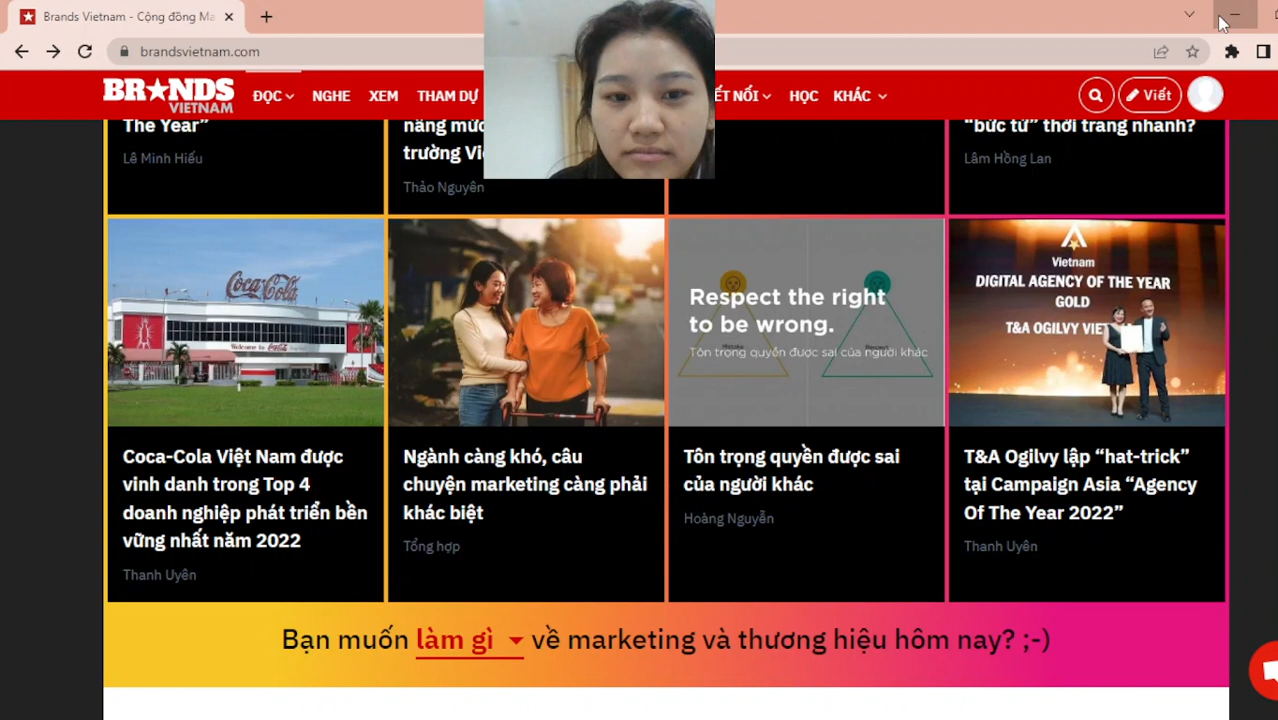 Brands Vietnam - Cộng đồng Ma
brandsvietnam.com
BRANDS
VIETNAM
ĐỌC
NGHE
XEM
THAM DỰ
HỌC
KHÁC
Viết
The Year”
Lê Minh Hiếu
trường
Thảo Nguyên
“bức tử” thời trang nhanh?
Lâm Hồng Lan
Coca-Cola
Welcome to Coca-Cola
Respect the right
to be wrong.
Tôn trọng quyền được sai của người khác
Mistake
Respect
Vietnam
DIGITAL AGENCY OF THE YEAR
GOLD
T&A OGILVY
Coca-Cola Việt Nam được
vinh danh trong Top 4
doanh nghiệp phát triển bền
vững nhất năm 2022
Thanh Uyên
Ngành càng khó, câu
chuyện marketing càng phải
khác biệt
Tổng hợp
Tôn trọng quyền được sai
của người khác
Hoàng Nguyễn
T&A Ogilvy lập “hat-trick”
tại Campaign Asia “Agency
Of The Year 2022”
Thanh Uyên
Bạn muốn làm gì về marketing và thương hiệu hôm nay? ;-)